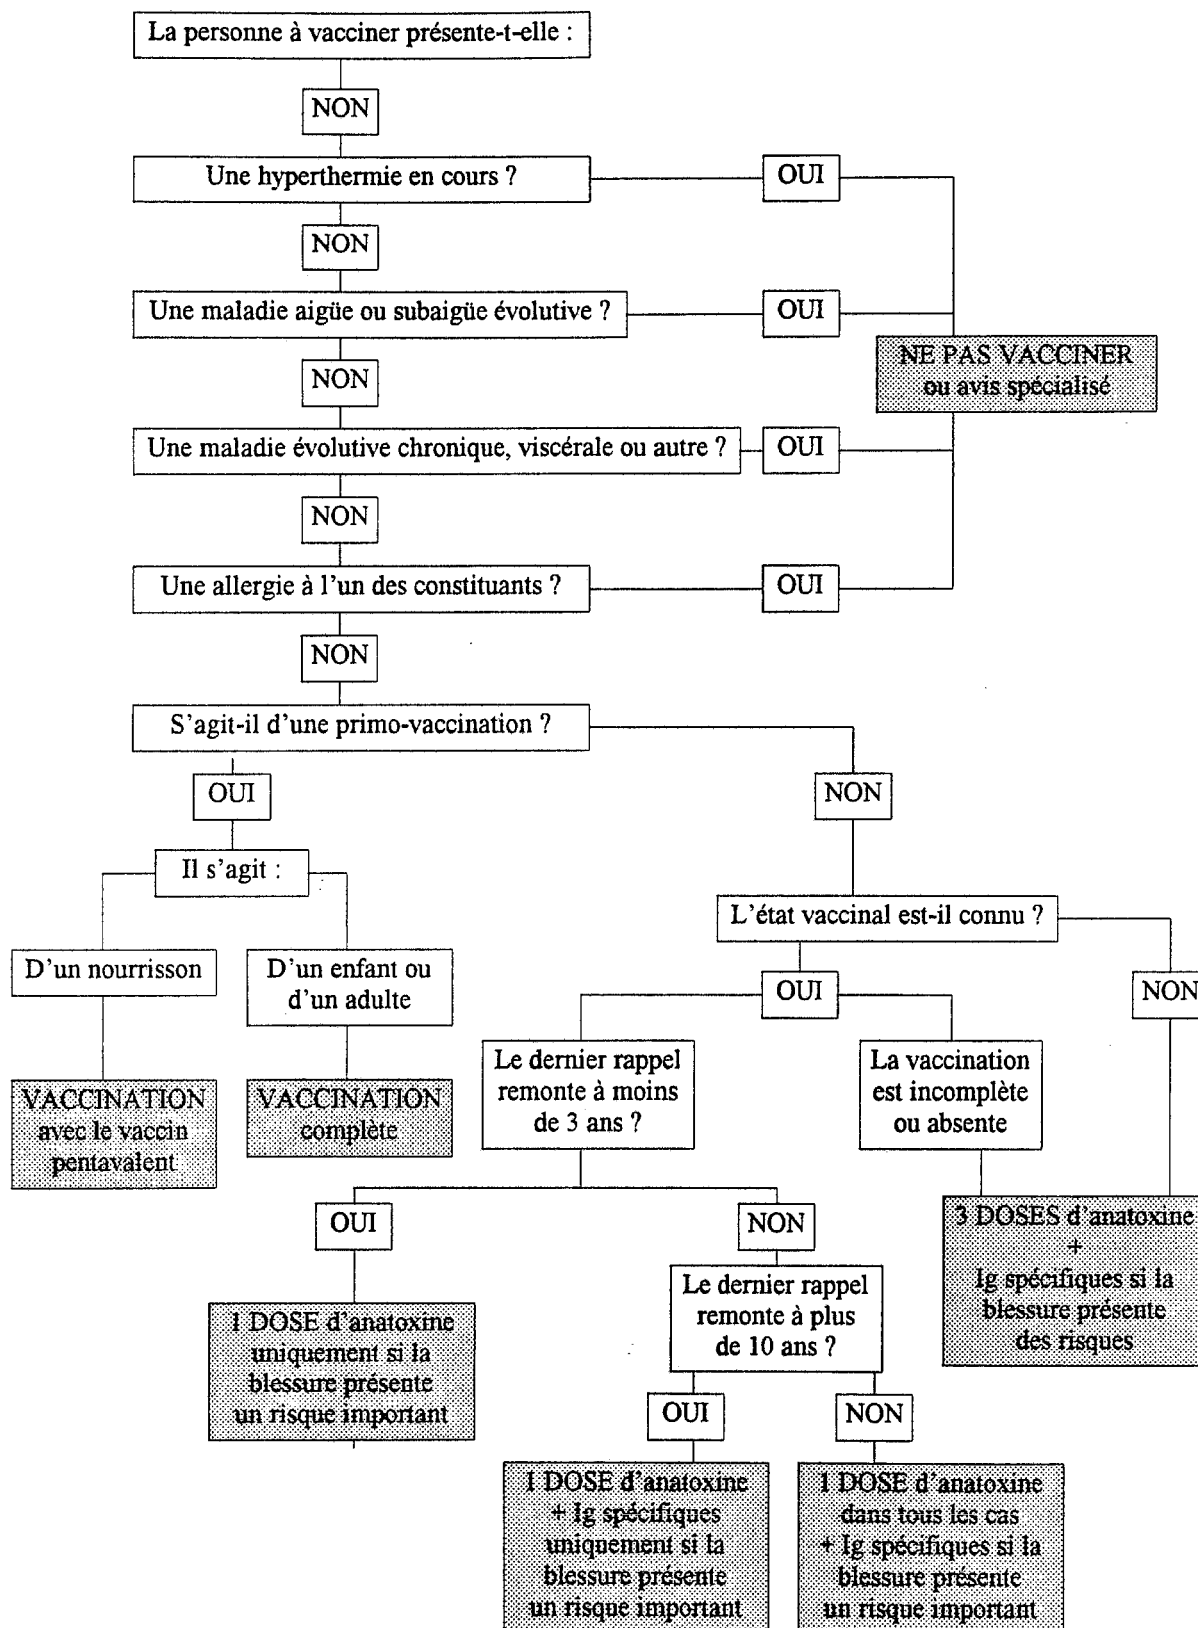 La personne à vacciner présente-t-elle :
NON
Une hyperthermie en cours ?
OUI
NON
Une maladie aigüe ou subaigüe évolutive ?
OUI
NE PAS VACCINER
ou avis spécialisé
NON
Une maladie évolutive chronique, viscérale ou autre ?
OUI
NON
Une allergie à l'un des constituants ?
OUI
NON
S'agit-il d'une primo-vaccination ?
OUI
NON
Il s'agit :
L'état vaccinal est-il connu ?
D'un nourrisson
D'un enfant ou
d'un adulte
OUI
NON
VACCINATION
avec le vaccin
pentavalent
VACCINATION
complète
Le dernier rappel
remonte à moins
de 3 ans ?
La vaccination
est incomplète
ou absente
OUI
NON
3 DOSES d'anatoxine
+
Ig spécifiques si la
blessure présente
des risques
1 DOSE d'anatoxine
uniquement si la
blessure présente
un risque important
Le dernier rappel
remonte à plus
de 10 ans ?
OUI
NON
1 DOSE d'anatoxine
+ Ig spécifiques
uniquement si la
blessure présente
un risque important
1 DOSE d'anatoxine
dans tous les cas
+ Ig spécifiques si la
blessure présente
un risque important